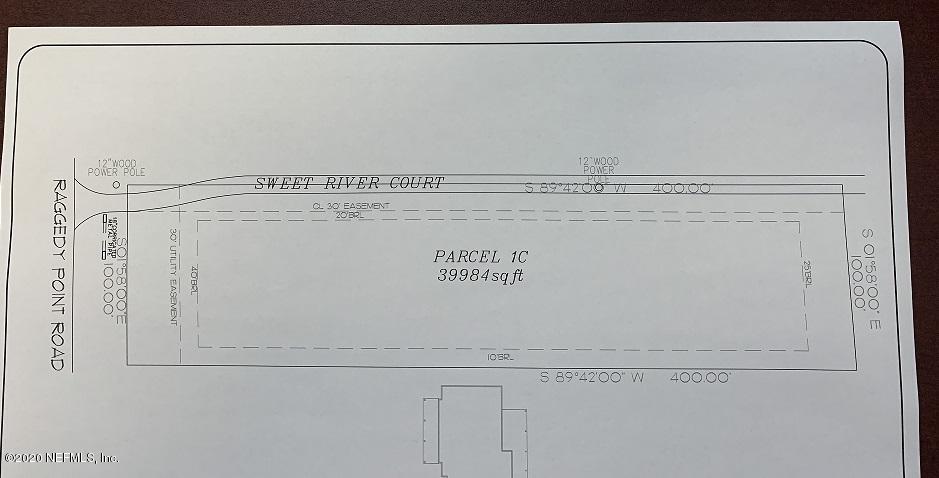 12"WOOD
POWER POLE
12"WOOD
POWER
POLE
SWEET RIVER COURT
S 89°42'00" W 400.00'
CL 30' EASEMENT
20'BRL
RAGGEDY POINT ROAD
S 01°58'00" E
100.00'
30' UTILITY EASEMENT
40'BRL
PARCEL 1C
39984sq.ft
25'BRL
S 01°58'00" E
100.00'
10'BRL
S 89°42'00" W 400.00'
©2020 NEFMLS, Inc.